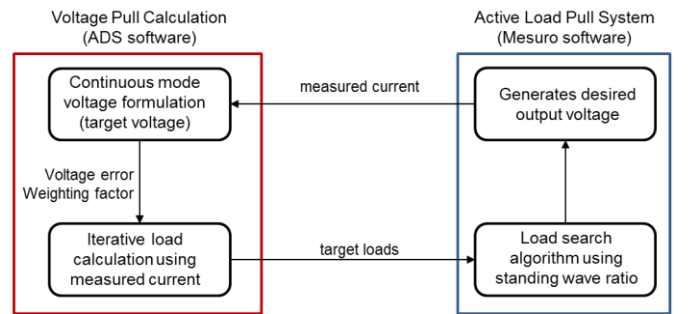 Voltage Pull Calculation
(ADS software)
Active Load Pull System
(Mesuro software)
Continuous mode
voltage formulation
(target voltage)
measured current
Generates desired
output voltage
Voltage error
Weighting factor
Iterative load
calculation using
measured current
target loads
Load search
algorithm using
standing wave ratio